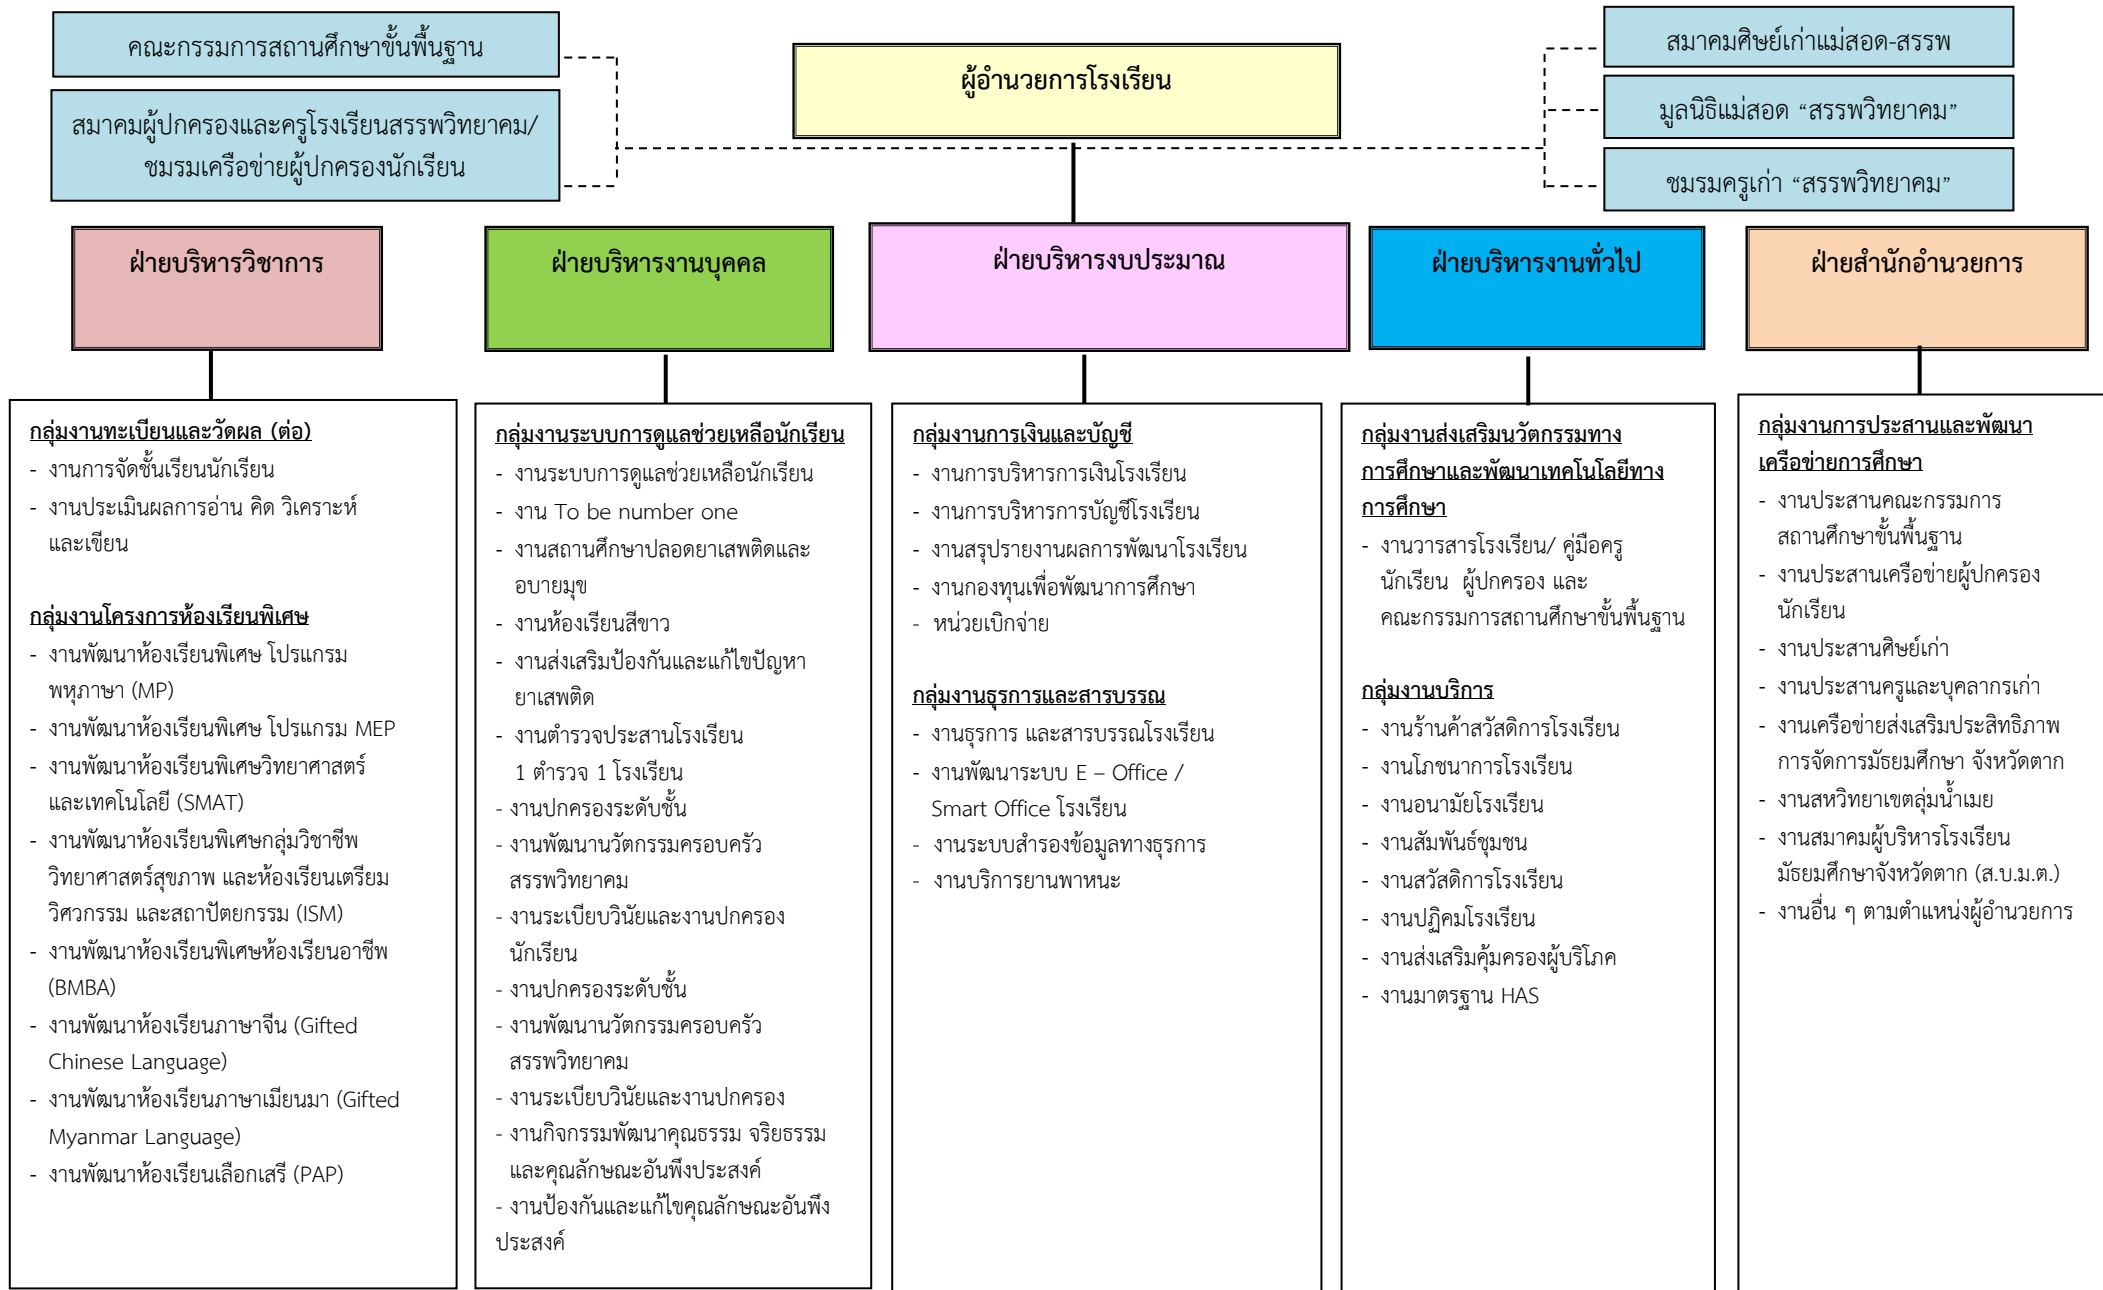 คณะกรรมการสถานศึกษาขั้นพื้นฐาน
สมาคมผู้ปกครองและครูโรงเรียนสรรพวิทยาคม/
ชมรมเครือข่ายผู้ปกครองนักเรียน
ผู้อำนวยการโรงเรียน
สมาคมศิษย์เก่าแม่สอด-สรรพ
มูลนิธิแม่สอด “สรรพวิทยาคม”
ชมรมครูเก่า “สรรพวิทยาคม”
ฝ่ายบริหารวิชาการ
ฝ่ายบริหารงานบุคคล
ฝ่ายบริหารงบประมาณ
ฝ่ายบริหารงานทั่วไป
ฝ่ายสำนักอำนวยการ
กลุ่มงานทะเบียนและวัดผล (ต่อ)
- งานการจัดชั้นเรียนนักเรียน
- งานประเมินผลการอ่าน คิด วิเคราะห์
และเขียน
กลุ่มงานโครงการห้องเรียนพิเศษ
- งานพัฒนาห้องเรียนพิเศษ โปรแกรม
พหุภาษา (MP)
- งานพัฒนาห้องเรียนพิเศษ โปรแกรม MEP
- งานพัฒนาห้องเรียนพิเศษวิทยาศาสตร์
และเทคโนโลยี (SMAT)
- งานพัฒนาห้องเรียนพิเศษกลุ่มวิชาชีพ
วิทยาศาสตร์สุขภาพ และห้องเรียนเตรียม
วิศวกรรม และสถาปัตยกรรม (ISM)
- งานพัฒนาห้องเรียนพิเศษห้องเรียนอาชีพ
(BMBA)
- งานพัฒนาห้องเรียนภาษาจีน (Gifted
Chinese Language)
- งานพัฒนาห้องเรียนภาษาเมียนมา (Gifted
Myanmar Language)
- งานพัฒนาห้องเรียนเลือกเสรี (PAP)
กลุ่มงานระบบการดูแลช่วยเหลือนักเรียน
- งานระบบการดูแลช่วยเหลือนักเรียน
- งาน To be number one
- งานสถานศึกษาปลอดยาเสพติดและ
อบายมุข
- งานห้องเรียนสีขาว
- งานส่งเสริมป้องกันและแก้ไขปัญหา
ยาเสพติด
- งานตำรวจประสานโรงเรียน
1 ตำรวจ 1 โรงเรียน
- งานปกครองระดับชั้น
- งานพัฒนานวัตกรรมครอบครัว
สรรพวิทยาคม
- งานระเบียบวินัยและงานปกครอง
นักเรียน
- งานปกครองระดับชั้น
- งานพัฒนานวัตกรรมครอบครัว
สรรพวิทยาคม
- งานระเบียบวินัยและงานปกครอง
- งานกิจกรรมพัฒนาคุณธรรม จริยธรรม
และคุณลักษณะอันพึงประสงค์
- งานป้องกันและแก้ไขคุณลักษณะอันพึง
ประสงค์
กลุ่มงานการเงินและบัญชี
- งานการบริหารการเงินโรงเรียน
- งานการบริหารการบัญชีโรงเรียน
- งานสรุปรายงานผลการพัฒนาโรงเรียน
- งานกองทุนเพื่อพัฒนาการศึกษา
- หน่วยเบิกจ่าย
กลุ่มงานธุรการและสารบรรณ
- งานธุรการ และสารบรรณโรงเรียน
- งานพัฒนาระบบ E – Office /
Smart Office โรงเรียน
- งานระบบสำรองข้อมูลทางธุรการ
- งานบริการยานพาหนะ
กลุ่มงานส่งเสริมนวัตกรรมทาง
การศึกษาและพัฒนาเทคโนโลยีทาง
การศึกษา
- งานวารสารโรงเรียน/ คู่มือครู
นักเรียน ผู้ปกครอง และ
คณะกรรมการสถานศึกษาขั้นพื้นฐาน
กลุ่มงานบริการ
- งานร้านค้าสวัสดิการโรงเรียน
- งานโภชนาการโรงเรียน
- งานอนามัยโรงเรียน
- งานสัมพันธ์ชุมชน
- งานสวัสดิการโรงเรียน
- งานปฏิคมโรงเรียน
- งานส่งเสริมคุ้มครองผู้บริโภค
- งานมาตรฐาน HAS
กลุ่มงานการประสานและพัฒนา
เครือข่ายการศึกษา
- งานประสานคณะกรรมการ
สถานศึกษาขั้นพื้นฐาน
- งานประสานเครือข่ายผู้ปกครอง
นักเรียน
- งานประสานศิษย์เก่า
- งานประสานครูและบุคลากรเก่า
- งานเครือข่ายส่งเสริมประสิทธิภาพ
การจัดการมัธยมศึกษา จังหวัดตาก
- งานสหวิทยาเขตลุ่มน้ำเมย
- งานสมาคมผู้บริหารโรงเรียน
มัธยมศึกษาจังหวัดตาก (ส.บ.ม.ต.)
- งานอื่น ๆ ตามตำแหน่งผู้อำนวยการ